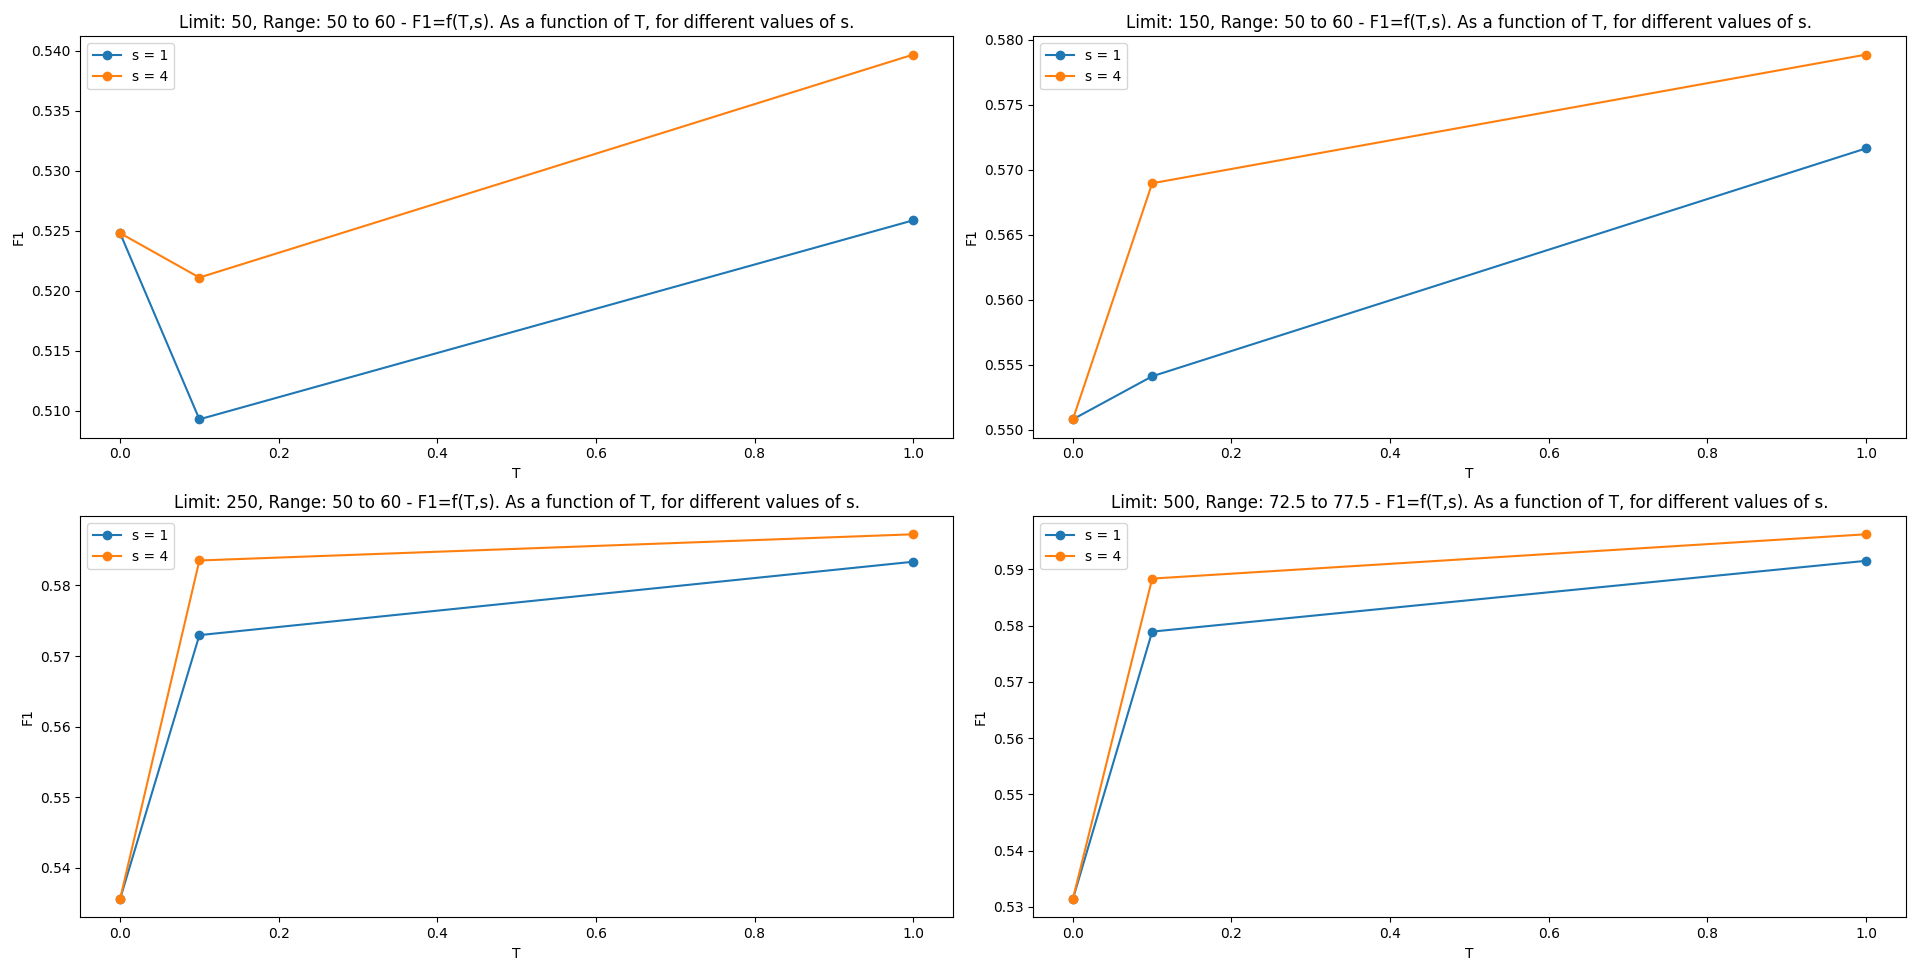 Limit: 50, Range: 50 to 60 - F1=f(T,s). As a function of T, for different values of s.
s = 1
s = 4
0.540
0.535
0.530
0.525
0.520
0.515
0.510
F1
0.0 0.2 0.4 0.6 0.8 1.0
T
Limit: 150, Range: 50 to 60 - F1=f(T,s). As a function of T, for different values of s.
s = 1
s = 4
0.580
0.575
0.570
0.565
0.560
0.555
0.550
F1
0.0 0.2 0.4 0.6 0.8 1.0
T
Limit: 250, Range: 50 to 60 - F1=f(T,s). As a function of T, for different values of s.
s = 1
s = 4
0.58
0.57
0.56
0.55
0.54
F1
0.0 0.2 0.4 0.6 0.8 1.0
T
Limit: 500, Range: 72.5 to 77.5 - F1=f(T,s). As a function of T, for different values of s.
s = 1
s = 4
0.59
0.58
0.57
0.56
0.55
0.54
0.53
F1
0.0 0.2 0.4 0.6 0.8 1.0
T